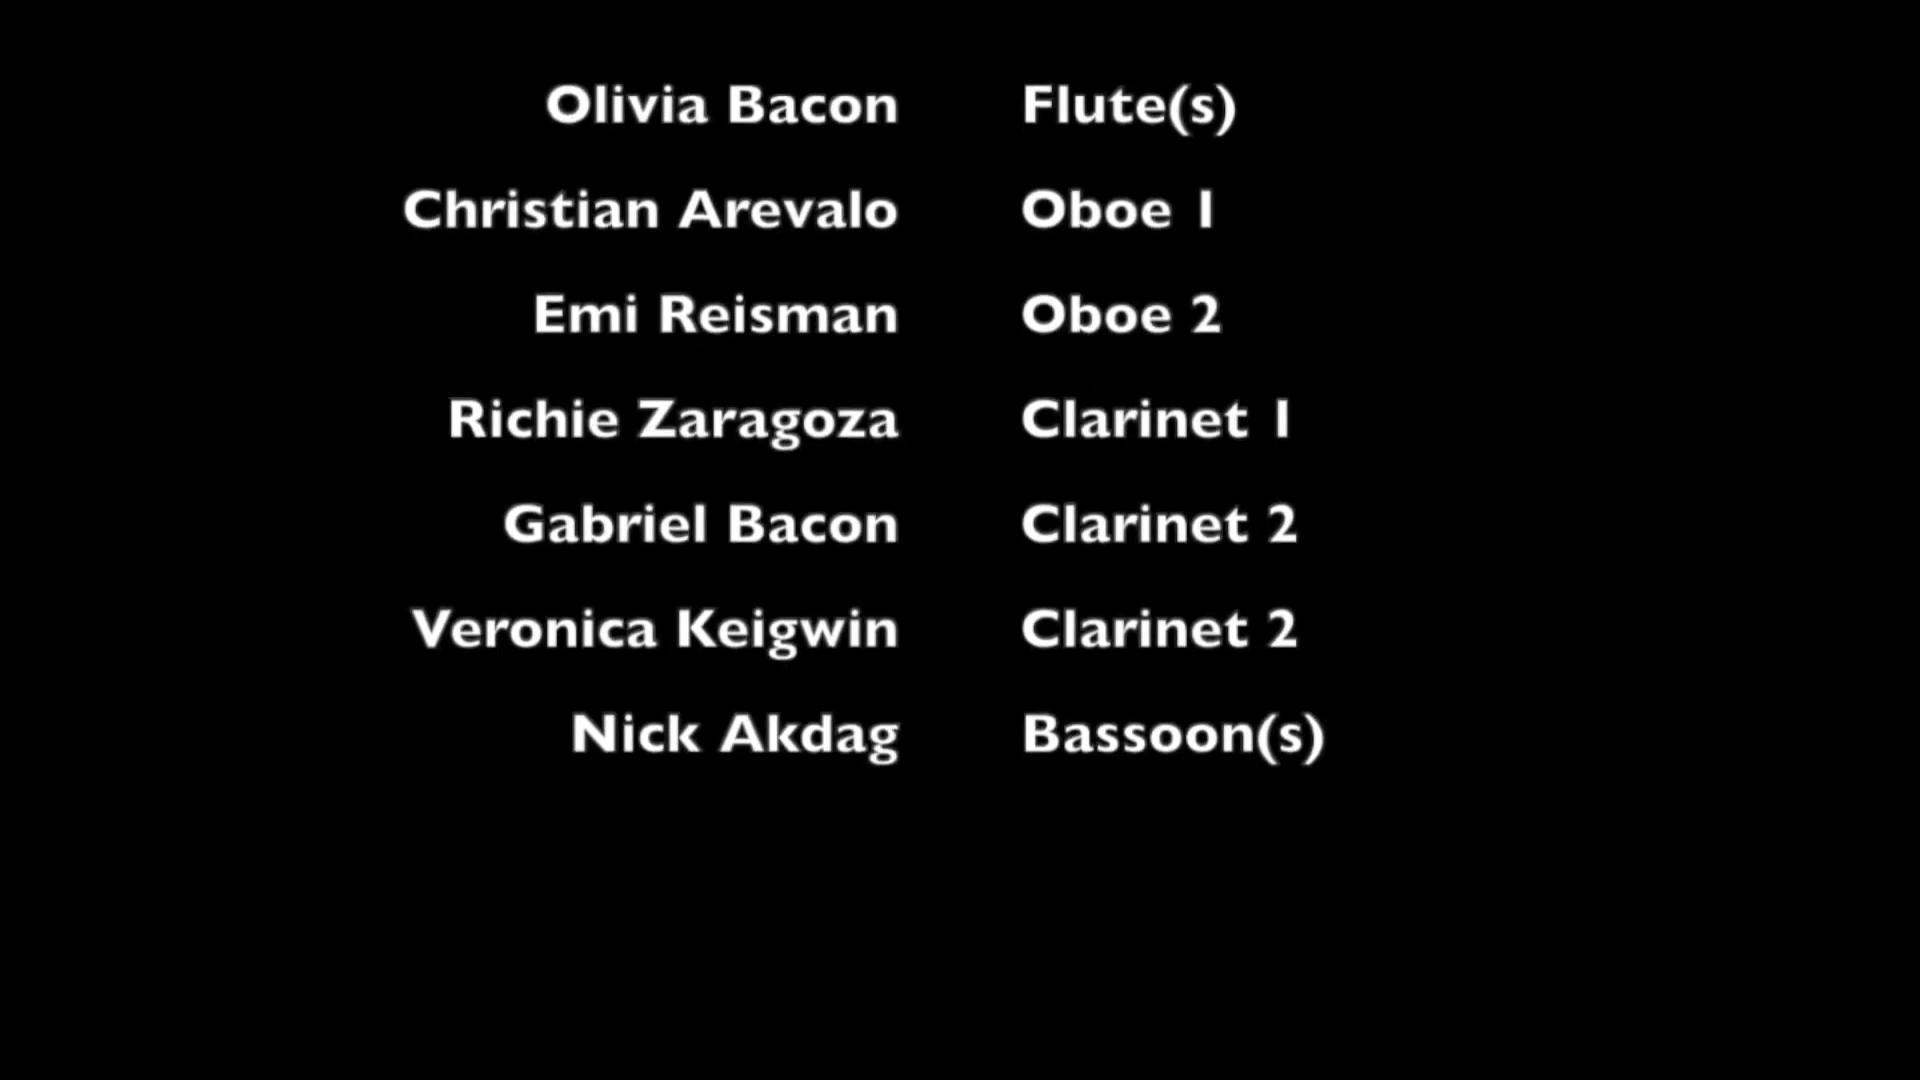 Olivia Bacon Flute(s)
Christian Arevalo Oboe 1
Emi Reisman Oboe 2
Richie Zaragoza Clarinet 1
Gabriel Bacon Clarinet 2
Veronica Keigwin Clarinet 2
Nick Akdag Bassoon(s)